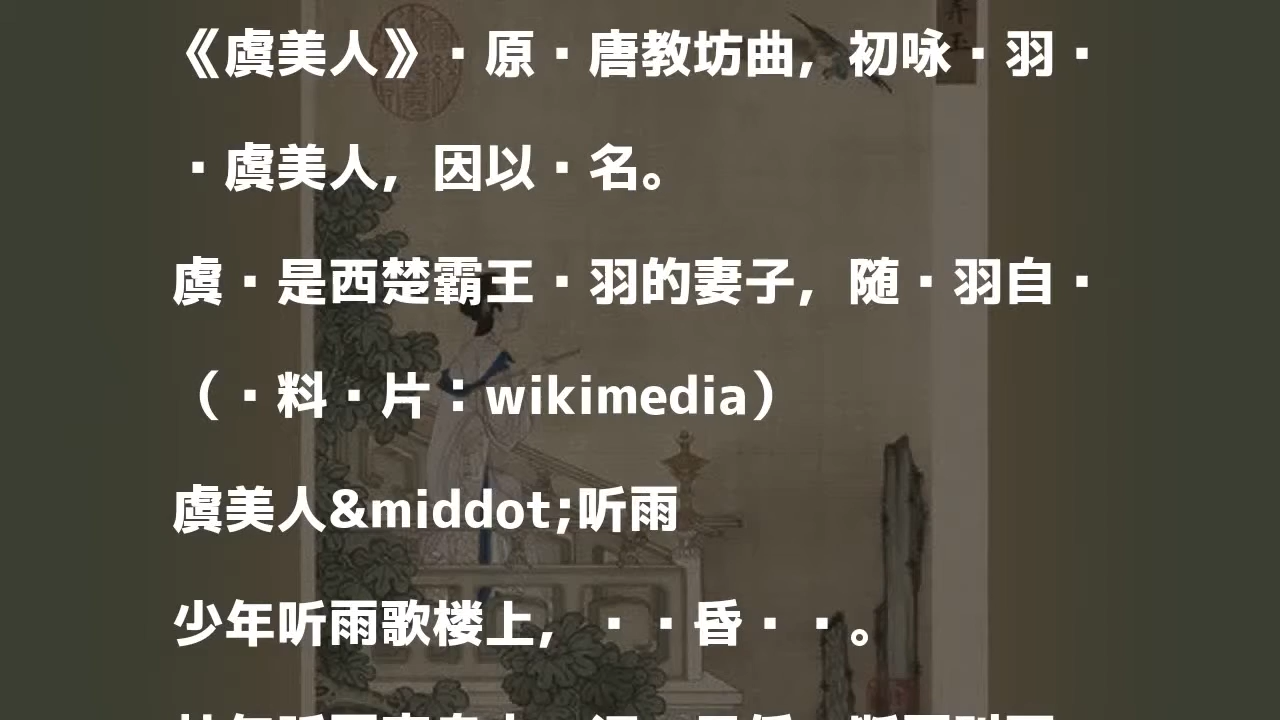 《虞美人》·原·唐教坊曲，初咏·羽·
·虞美人，因以·名。
虞·是西楚霸王·羽的妻子，随·羽自·
（·料·片：wikimedia）
虞美人&middot;听雨
少年听雨歌楼上，··昏··。